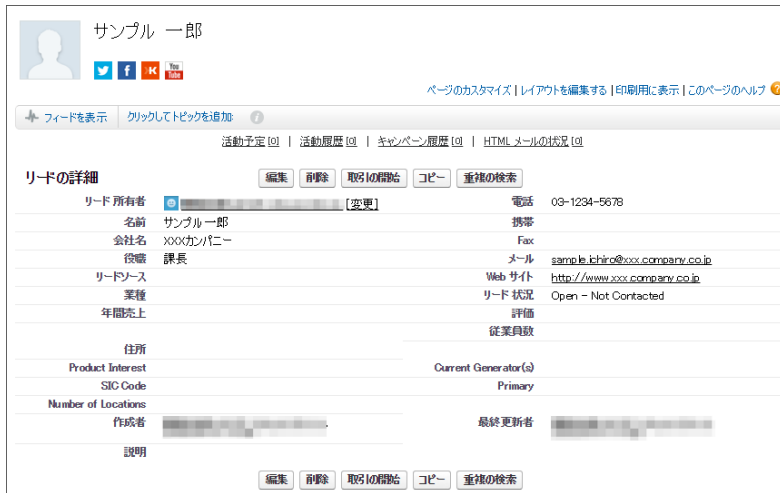 サンプル 一郎
You Tube
ページのカスタマイズ | レイアウトを編集する | 印刷用に表示 | このページのヘルプ ?
フィードを表示 クリックしてトピックを追加: i
活動予定 [0] | 活動履歴 [0] | キャンペーン履歴 [0] | HTML メールの状況 [0]
リードの詳細 編集 削除 取引の開始 コピー 重複の検索
リード 所有者 [変更] 電話 03-1234-5678
名前 サンプル 一郎 携帯
会社名 XXXカンパニー Fax
役職 課長 メール sample.ichiro@xxx.company.co.jp
リードソース Web サイト http://www.xxx.company.co.jp
業種 リード 状況 Open - Not Contacted
年間売上 評価
従業員数
住所
Product Interest Current Generator(s)
SIC Code Primary
Number of Locations
作成者 最終更新者
説明
編集 削除 取引の開始 コピー 重複の検索